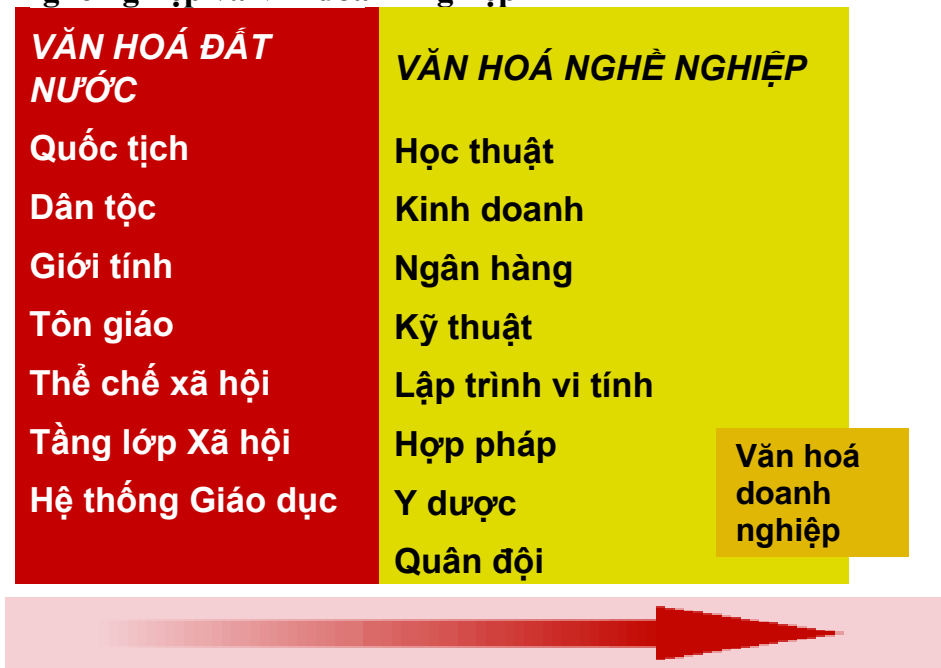 VĂN HOÁ ĐẤT
NƯỚC
Quốc tịch
Dân tộc
Giới tính
Tôn giáo
Thể chế xã hội
Tầng lớp Xã hội
Hệ thống Giáo dục
VĂN HOÁ NGHỀ NGHIỆP
Học thuật
Kinh doanh
Ngân hàng
Kỹ thuật
Lập trình vi tính
Hợp pháp
Y dược
Quân đội
Văn hoá
doanh
nghiệp